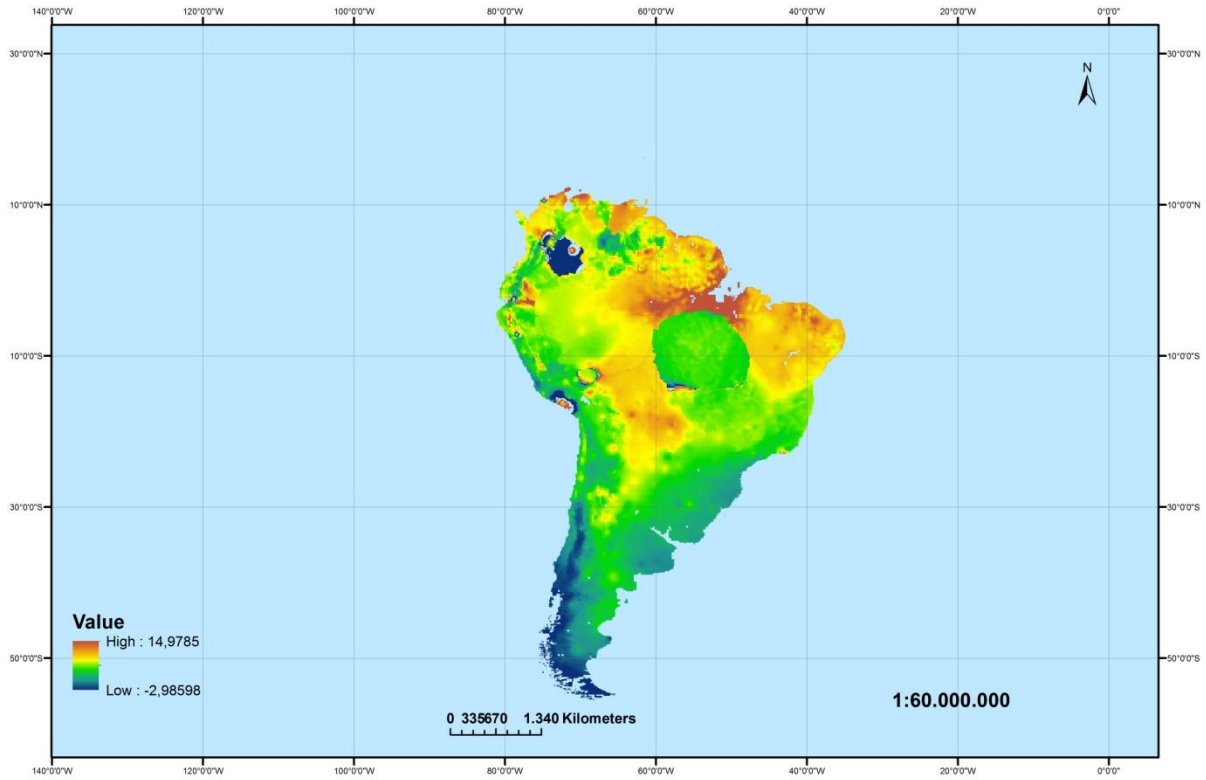 140°0'0"W 120°0'0"W 100°0'0"W 80°0'0"W 60°0'0"W 40°0'0"W 20°0'0"W 0°0'0"
30°0'0"N 30°0'0"N
N
10°0'0"N 10°0'0"N
10°0'0"S 10°0'0"S
30°0'0"S 30°0'0"S
Value
High : 14,9785
50°0'0"S 50°0'0"S
Low : -2,98598
1:60.000.000
0 335670 1.340 Kilometers
140°0'0"W 120°0'0"W 100°0'0"W 80°0'0"W 60°0'0"W 40°0'0"W 20°0'0"W 0°0'0"